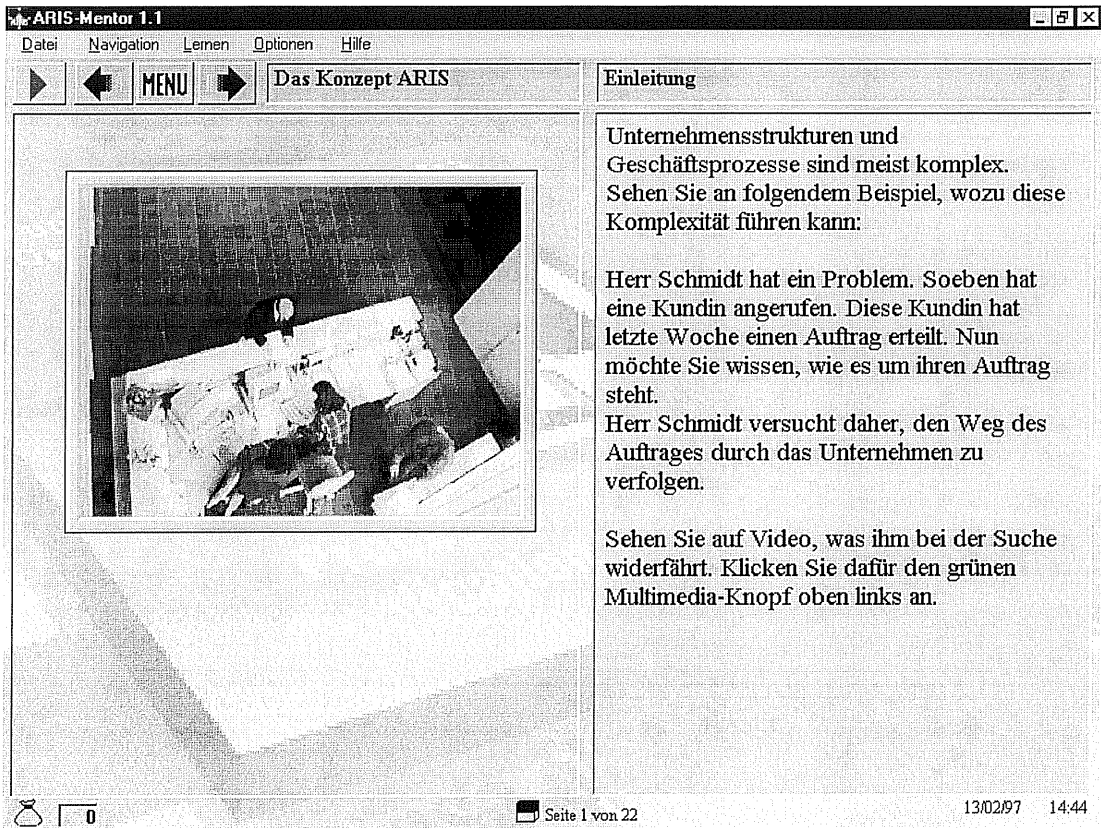 ARIS-Mentor 1.1
Datei Navigation Lernen Optionen Hilfe
MENU Das Konzept ARIS Einleitung
Unternehmensstrukturen und
Geschäftsprozesse sind meist komplex.
Sehen Sie an folgendem Beispiel, wozu diese
Komplexität führen kann:
Herr Schmidt hat ein Problem. Soeben hat
eine Kundin angerufen. Diese Kundin hat
letzte Woche einen Auftrag erteilt. Nun
möchte Sie wissen, wie es um ihren Auftrag
steht.
Herr Schmidt versucht daher, den Weg des
Auftrages durch das Unternehmen zu
verfolgen.
Sehen Sie auf Video, was ihm bei der Suche
widerfährt. Klicken Sie dafür den grünen
Multimedia-Knopf oben links an.
0 Seite 1 von 22 13/02/97 14:44